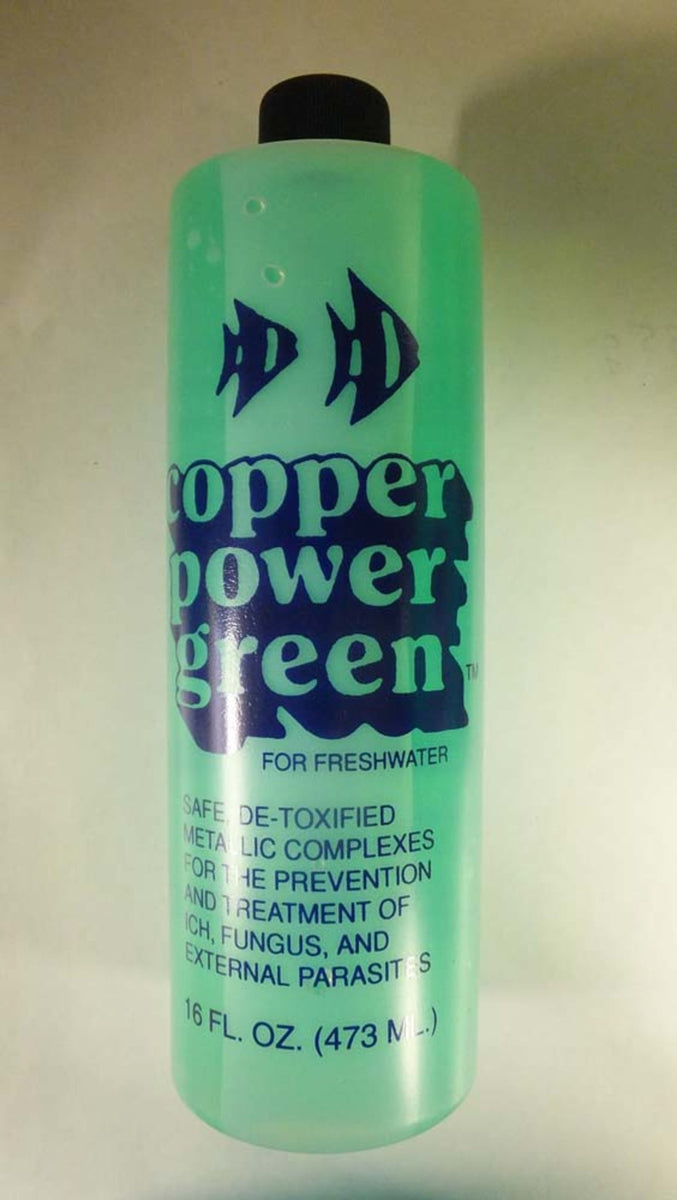 copper
power
green
TM
FOR FRESHWATER
SAFE, DE-TOXIFIED
METALLIC COMPLEXES
FOR THE PREVENTION
AND TREATMENT OF
ICH, FUNGUS, AND
EXTERNAL PARASITES
16 FL. OZ. (473 ML.)